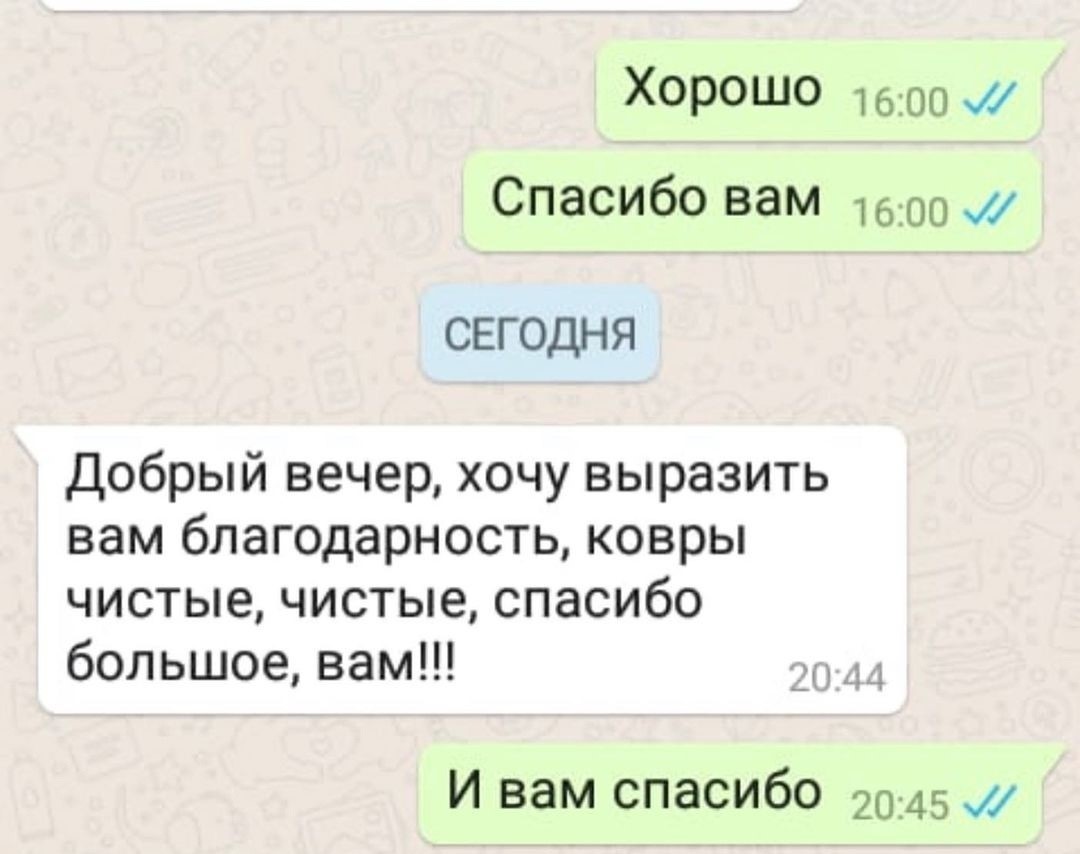 Хорошо 16:00
Спасибо вам 16:00
СЕГОДНЯ
Добрый вечер, хочу выразить
вам благодарность, ковры
чистые, чистые, спасибо
большое, вам!!! 20:44
И вам спасибо 20:45